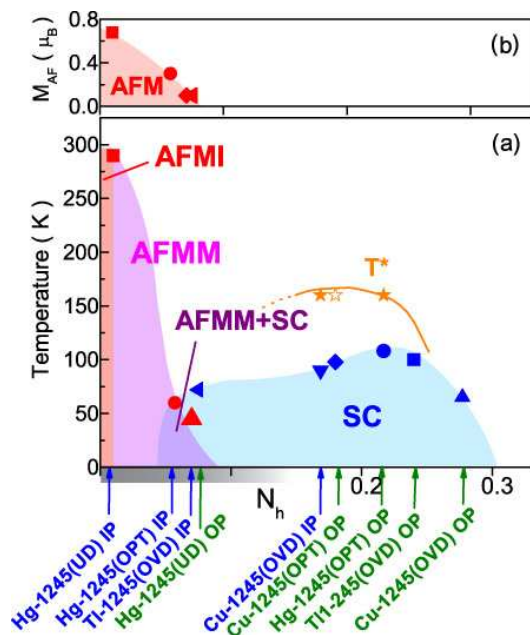 (b)
M_AF ( μ_B )
0.8
0.4
0.0
AFM
(a)
Temperature ( K )
300
250
200
150
100
50
0
AFMI
AFMM
T*
AFMM+SC
SC
N_h
0.2
0.3
Hg-1245(UD) IP
Hg-1245(OPT) IP
Tl-1245(OVD) IP
Hg-1245(UD) OP
Cu-1245(OVD) IP
Cu-1245(OPT) OP
Hg-1245(OPT) OP
Tl1-245(OVD) OP
Cu-1245(OVD) OP